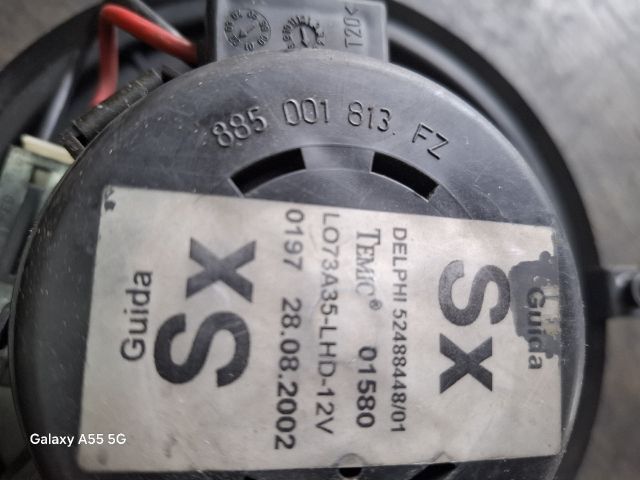 T20<
885 001 813 FZ
Guida
Sx
DELPHI 52488448/01
TEMIC® 01580
LO73A35-LHD-12V
0197 28.08.2002
Sx
Guida
Galaxy A55 5G